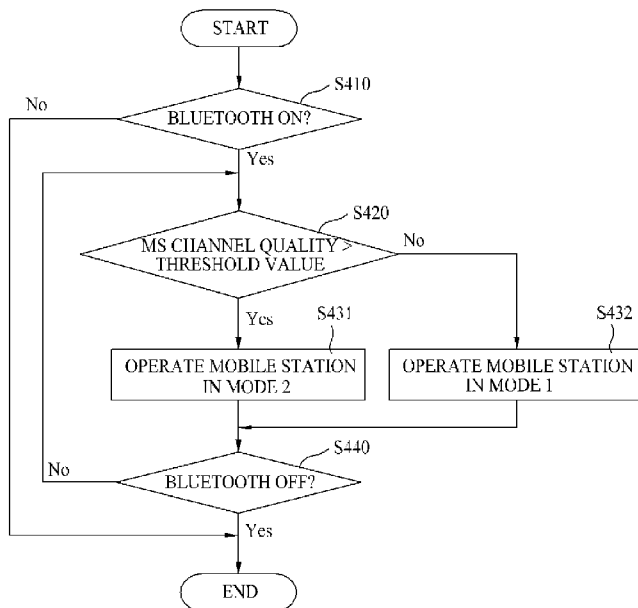 START
S410
No
BLUETOOTH ON?
Yes
S420
MS CHANNEL QUALITY >
THRESHOLD VALUE
No
Yes
S431
S432
OPERATE MOBILE STATION
IN MODE 2
OPERATE MOBILE STATION
IN MODE 1
S440
No
BLUETOOTH OFF?
Yes
END